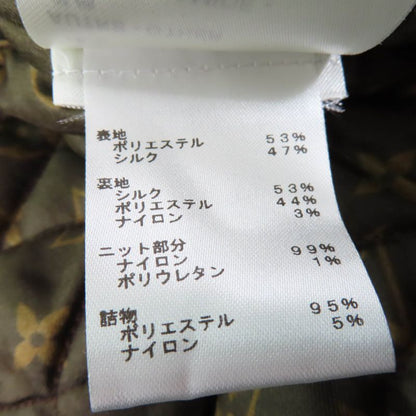 表地
ポリエステル 53%
シルク 47%
裏地
シルク 53%
ポリエステル 44%
ナイロン 3%
ニット部分
ナイロン 99%
ポリウレタン 1%
詰物
ポリエステル 95%
ナイロン 5%